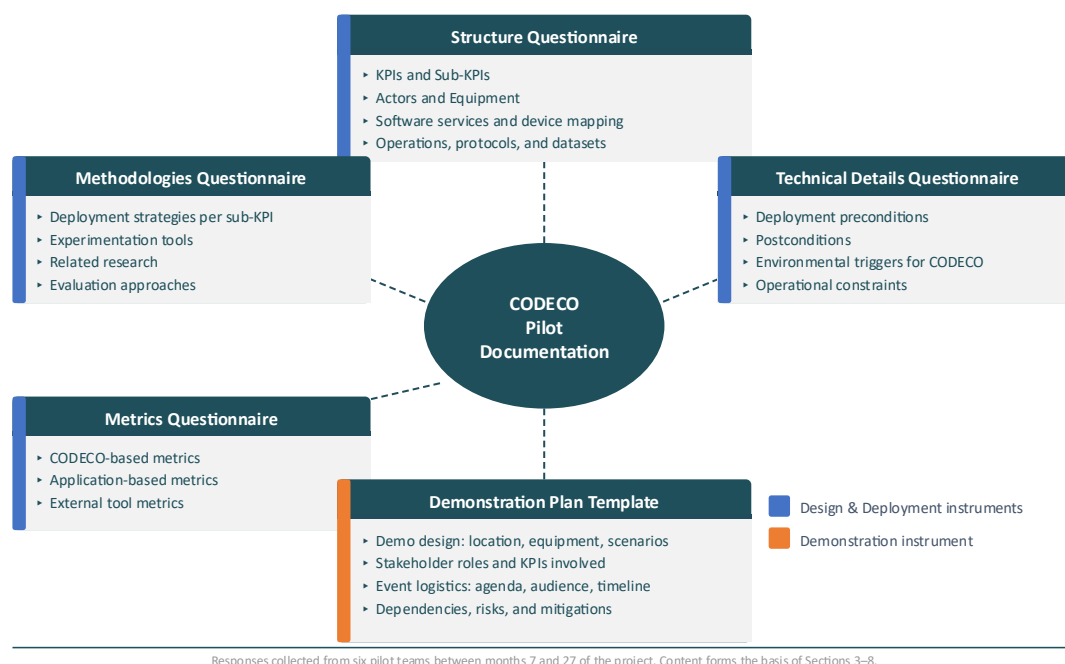 Structure Questionnaire
‣ KPIs and Sub-KPIs
‣ Actors and Equipment
‣ Software services and device mapping
‣ Operations, protocols, and datasets
Methodologies Questionnaire
‣ Deployment strategies per sub-KPI
‣ Experimentation tools
‣ Related research
‣ Evaluation approaches
Technical Details Questionnaire
‣ Deployment preconditions
‣ Postconditions
‣ Environmental triggers for CODECO
‣ Operational constraints
CODECO
Pilot
Documentation
Metrics Questionnaire
‣ CODECO-based metrics
‣ Application-based metrics
‣ External tool metrics
Demonstration Plan Template
‣ Demo design: location, equipment, scenarios
‣ Stakeholder roles and KPIs involved
‣ Event logistics: agenda, audience, timeline
‣ Dependencies, risks, and mitigations
Design & Deployment instruments
Demonstration instrument
Responses collected from six pilot teams between months 7 and 27 of the project. Content forms the basis of Sections 3–8.